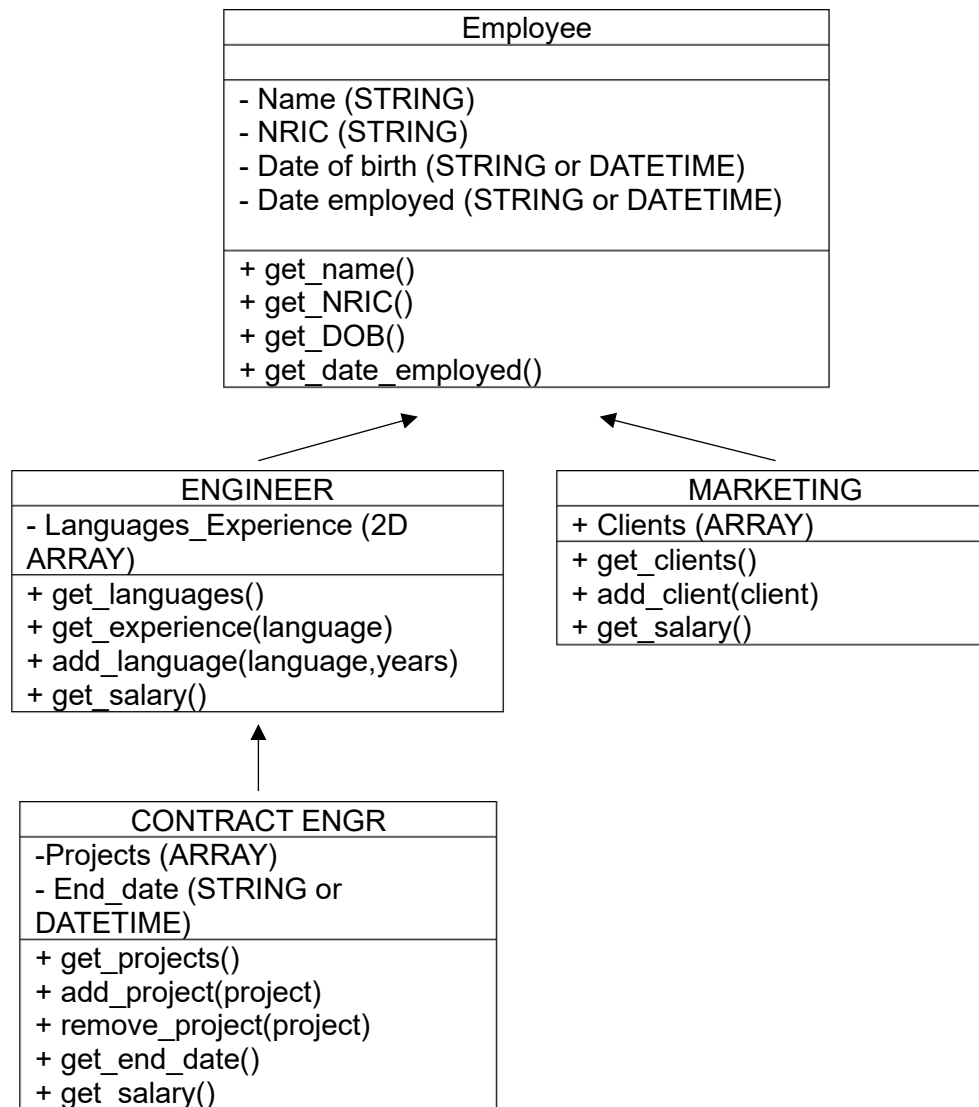 Employee
- Name (STRING)
- NRIC (STRING)
- Date of birth (STRING or DATETIME)
- Date employed (STRING or DATETIME)
+ get_name()
+ get_NRIC()
+ get_DOB()
+ get_date_employed()
ENGINEER
- Languages_Experience (2D
ARRAY)
+ get_languages()
+ get_experience(language)
+ add_language(language,years)
+ get_salary()
MARKETING
+ Clients (ARRAY)
+ get_clients()
+ add_client(client)
+ get_salary()
CONTRACT ENGR
-Projects (ARRAY)
- End_date (STRING or
DATETIME)
+ get_projects()
+ add_project(project)
+ remove_project(project)
+ get_end_date()
+ get_salary()